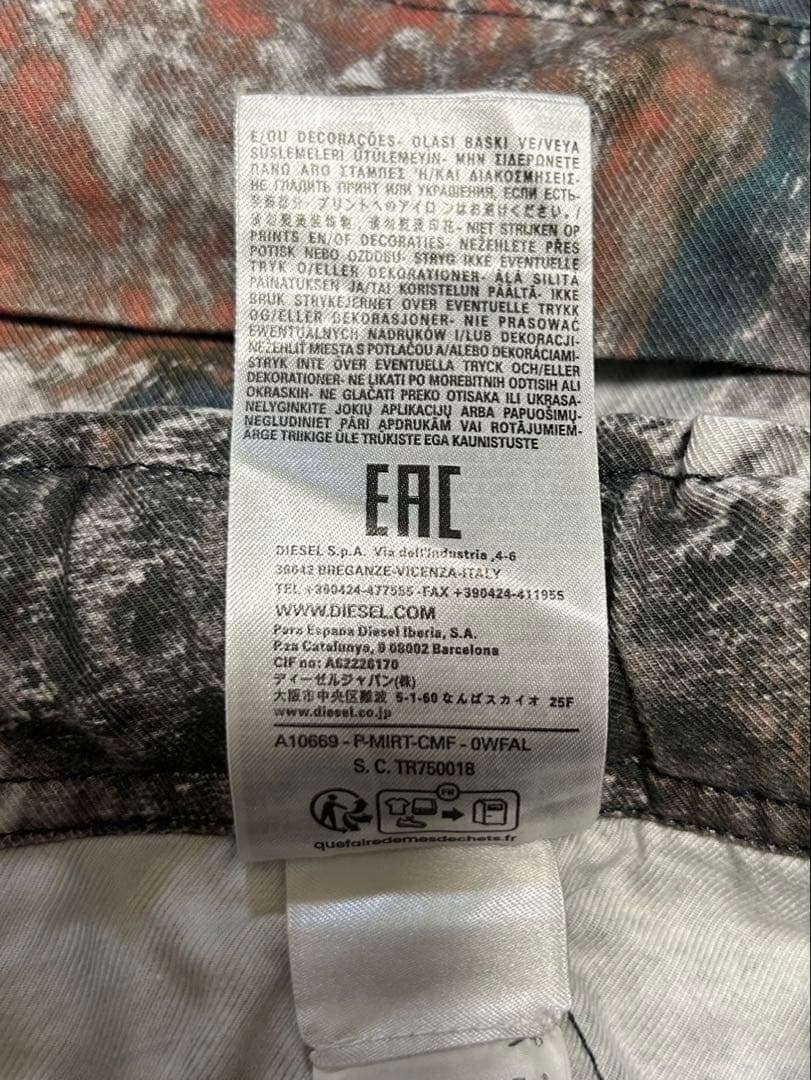 E/OU DECORAÇÕES- OLASI BASKI VE/VEYA
SÜSLEMELERİ ÜTÜLEMEYİN- ΜΗΝ ΣΙΔΕΡΩΝΕΤΕ
ΠΑΝΩ ΑΠΟ ΣΤΑΜΠΕΣ Ή/ΚΑΙ ΔΙΑΚΟΣΜΗΣΕΙΣ-
НЕ ГЛАДИТЬ ПРИНТ ИЛИ УКРАШЕНИЯ, ЕСЛИ ЕСТЬ-
プリントへのアイロンはお避けください。/
NIET STRIJKEN OP
PRINTS EN/OF DECORATIES- NEŽEHLETE PŘES
POTISK NEBO OZDOBU- STRYG IKKE EVENTUELLE
TRYK O/ELLER DEKORATIONER- ÄLÄ SILITÄ
PAINATUKSEN JA/TAI KORISTELUN PÄÄLTÄ- IKKE
BRUK STRYKEJERNET OVER EVENTUELLE TRYKK
OG/ELLER DEKORASJONER- NIE PRASOWAĆ
EWENTUALNYCH NADRUKÓW I/LUB DEKORACJI-
NEŽEHLIŤ MIESTA S POTLAČOU A/ALEBO DEKORÁCIAMI-
STRYK INTE ÖVER EVENTUELLA TRYCK OCH/ELLER
DEKORATIONER- NE LIKATI PO MOREBITNIH ODTISIH ALI
OKRASKIH- NE GLAČATI PREKO OTISAKA ILI UKRASA-
NELYGINKITE JOKIŲ APLIKACIJŲ ARBA PAPUOŠIMŲ-
NEGLUDINIET PĀRI APDRUKĀM VAI ROTĀJUMIEM-
ÄRGE TRIIKIGE ÜLE TRÜKISTE EGA KAUNISTUSTE
EAC
DIESEL S.p.A. Via dell'Industria ,4-6
36042 BREGANZE-VICENZA-ITALY
TEL +390424-477555 -FAX +390424-411955
WWW.DIESEL.COM
Para Espana Diesel Iberia, S.A.
P.za Catalunya, 9 08002 Barcelona
CIF no: A62226170
ディーゼルジャパン(株)
大阪市中央区難波 5-1-60 なんばスカイオ 25F
www.diesel.co.jp
A10669 - P-MIRT-CMF - 0WFAL
S. C. TR750018
FR
quefairedemesdechets.fr